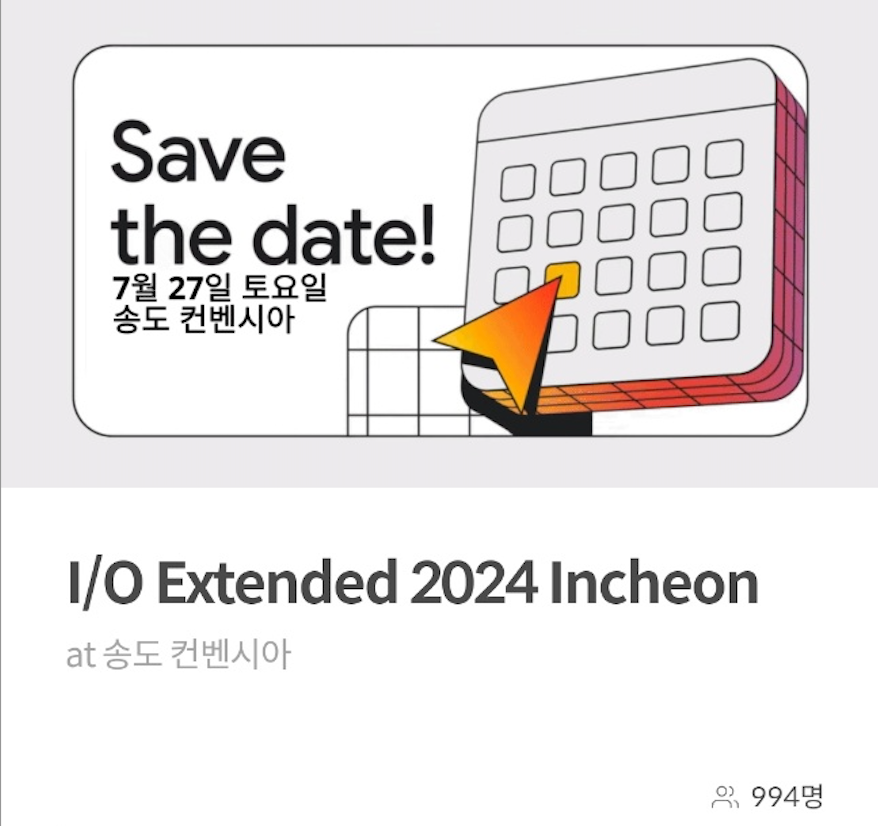 Save
the date!
7월 27일 토요일
송도 컨벤시아
I/O Extended 2024 Incheon
at 송도 컨벤시아
994명